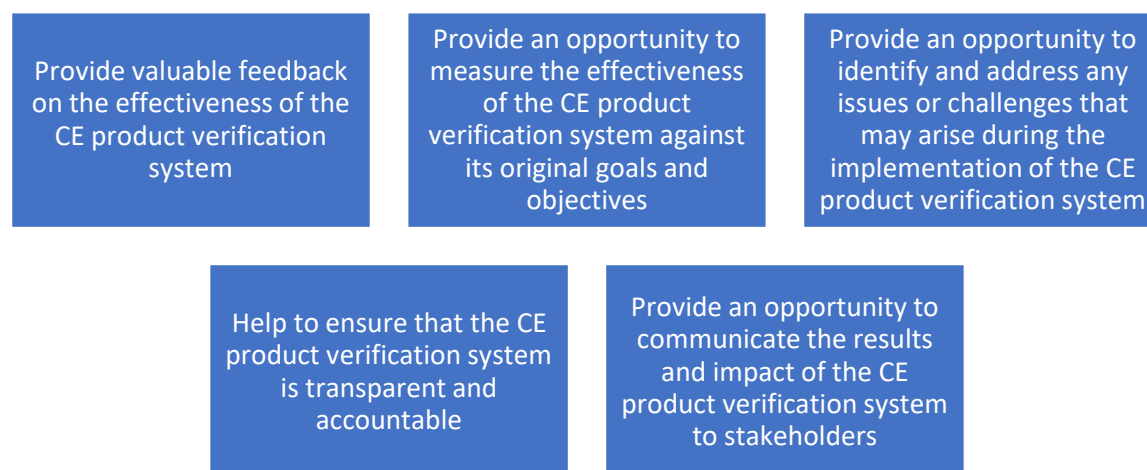 Provide valuable feedback
on the effectiveness of the
CE product verification
system
Provide an opportunity to
measure the effectiveness
of the CE product
verification system against
its original goals and
objectives
Provide an opportunity to
identify and address any
issues or challenges that
may arise during the
implementation of the CE
product verification system
Help to ensure that the CE
product verification system
is transparent and
accountable
Provide an opportunity to
communicate the results
and impact of the CE
product verification system
to stakeholders